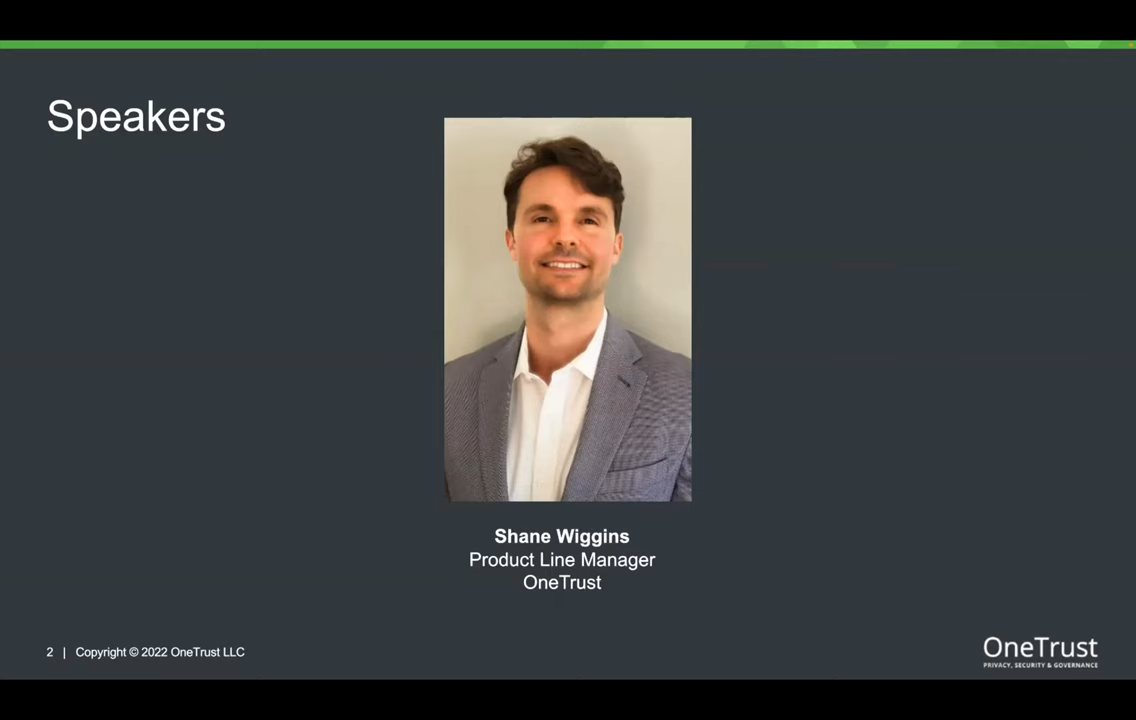 Speakers
Shane Wiggins
Product Line Manager
OneTrust
2 | Copyright © 2022 OneTrust LLC
OneTrust
PRIVACY, SECURITY & GOVERNANCE